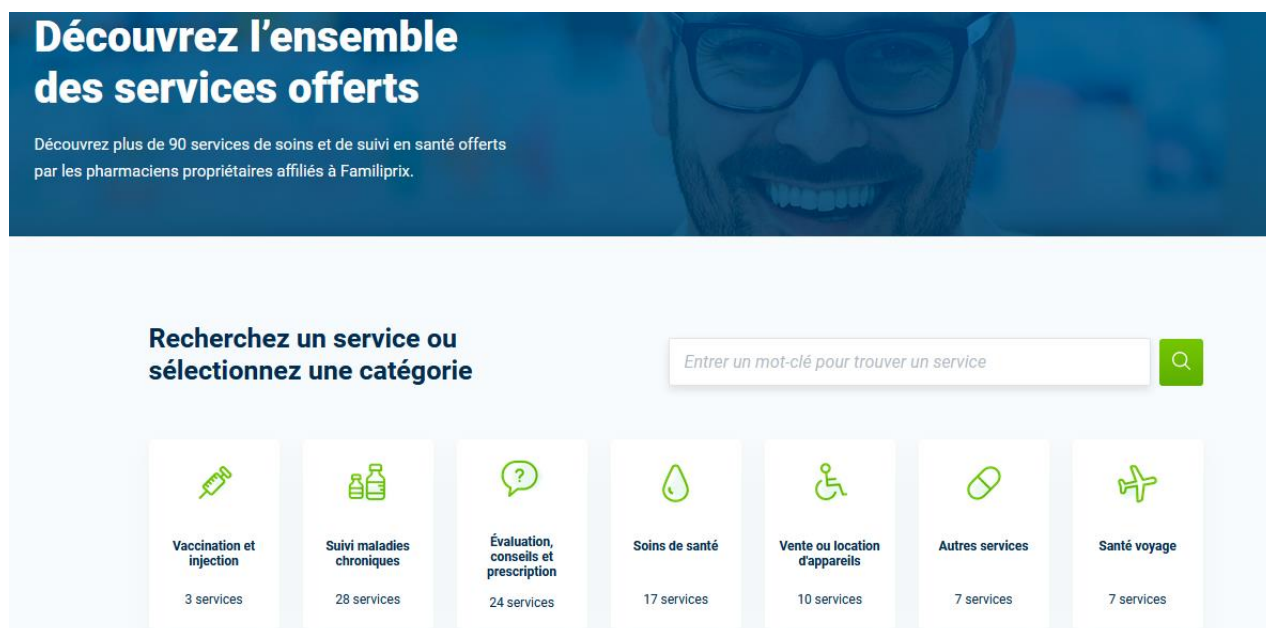 Découvrez l’ensemble
des services offerts
Découvrez plus de 90 services de soins et de suivi en santé offerts
par les pharmaciens propriétaires affiliés à Familiprix.
Recherchez un service ou
sélectionnez une catégorie
Entrer un mot-clé pour trouver un service
?
Vaccination et
injection
3 services
Suivi maladies
chroniques
28 services
Évaluation,
conseils et
prescription
24 services
Soins de santé
17 services
Vente ou location
d'appareils
10 services
Autres services
7 services
Santé voyage
7 services